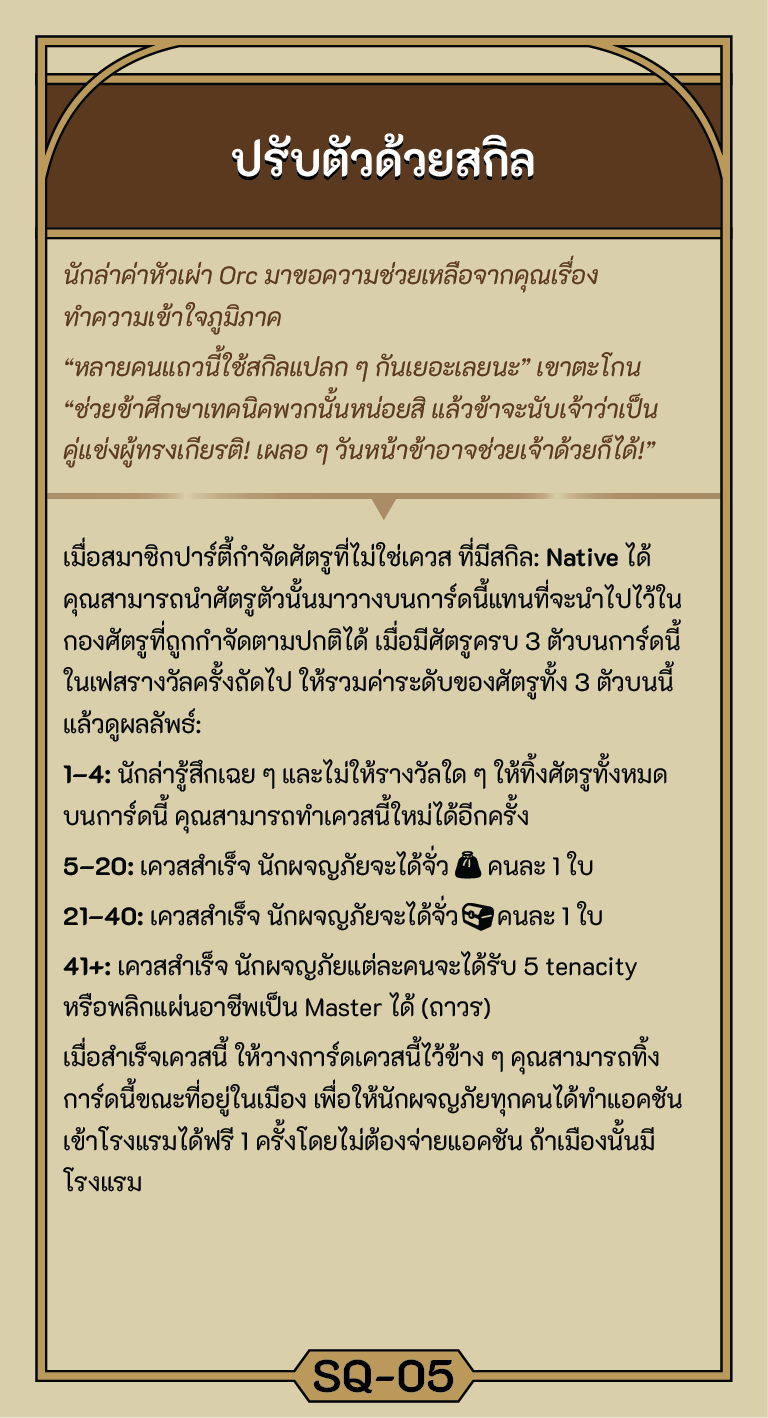 ปรับตัวด้วยสกิล
นักล่าค่าหัวเผ่า Orc มาขอความช่วยเหลือจากคุณเรื่อง
ทำความเข้าใจภูมิภาค
“หลายคนแถวนี้ใช้สกิลแปลก ๆ กันเยอะเลยนะ” เขาตะโกน
“ช่วยข้าศึกษาเทคนิคพวกนั้นหน่อยสิ แล้วข้าจะนับเจ้าว่าเป็น
คู่แข่งผู้ทรงเกียรติ! เผลอ ๆ วันหน้าข้าอาจช่วยเจ้าด้วยก็ได้!”
เมื่อสมาชิกปาร์ตี้กำจัดศัตรูที่ไม่ใช่เควส ที่มีสกิล: Native ได้
คุณสามารถนำศัตรูตัวนั้นมาวางบนการ์ดนี้แทนที่จะนำไปไว้ใน
กองศัตรูที่ถูกกำจัดตามปกติได้ เมื่อมีศัตรูครบ 3 ตัวบนการ์ดนี้
ในเฟสรางวัลครั้งถัดไป ให้รวมค่าระดับของศัตรูทั้ง 3 ตัวบนนี้
แล้วดูผลลัพธ์:
1–4: นักล่ารู้สึกเฉย ๆ และไม่ให้รางวัลใด ๆ ให้ทิ้งศัตรูทั้งหมด
บนการ์ดนี้ คุณสามารถทำเควสนี้ใหม่ได้อีกครั้ง
5–20: เควสสำเร็จ นักผจญภัยจะได้จั่ว คนละ 1 ใบ
21–40: เควสสำเร็จ นักผจญภัยจะได้จั่ว คนละ 1 ใบ
41+: เควสสำเร็จ นักผจญภัยแต่ละคนจะได้รับ 5 tenacity
หรือพลิกแผ่นอาชีพเป็น Master ได้ (ถาวร)
เมื่อสำเร็จเควสนี้ ให้วางการ์ดเควสนี้ไว้ข้าง ๆ คุณสามารถทิ้ง
การ์ดนี้ขณะที่อยู่ในเมือง เพื่อให้นักผจญภัยทุกคนได้ทำแอคชัน
เข้าโรงแรมได้ฟรี 1 ครั้งโดยไม่ต้องจ่ายแอคชัน ถ้าเมืองนั้นมี
โรงแรม
SQ-05